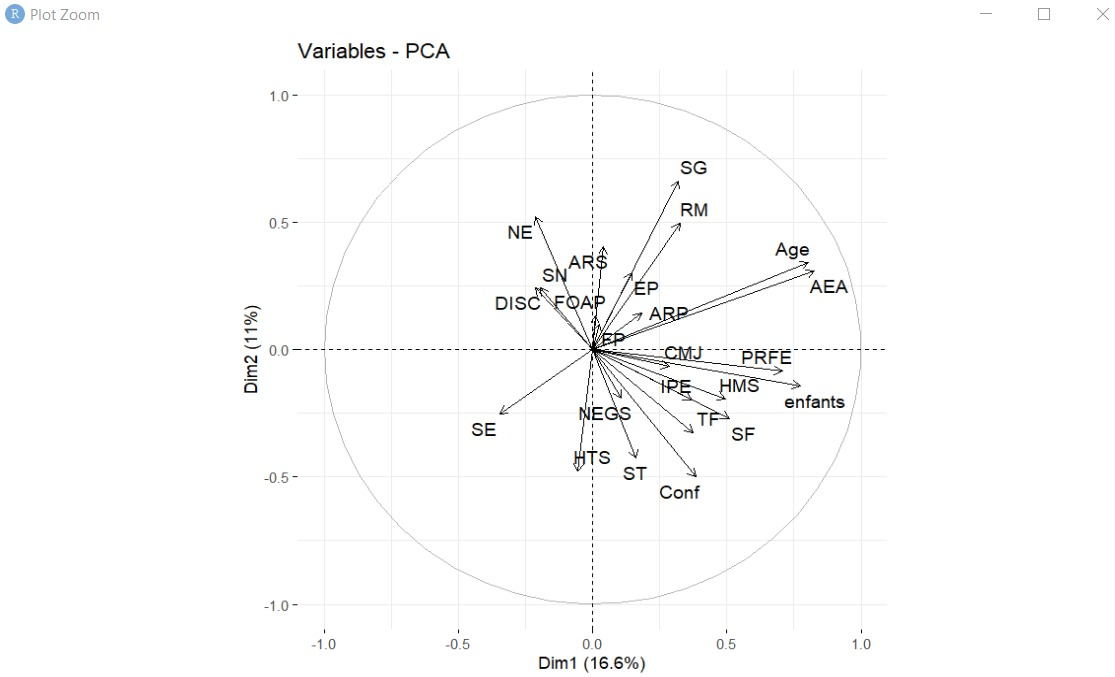 R Plot Zoom
Variables - PCA
1.0
SG
RM
0.5
NE
Age
ARS
SN
AEA
EP
DISC
FOAP
ARP
EP
0.0
CMJ
PRFE
IPE
HMS
enfants
NEGS
TF
SE
SF
HTS
ST
-0.5
Conf
-1.0
Dim2 (11%)
-1.0 -0.5 0.0 0.5 1.0
Dim1 (16.6%)